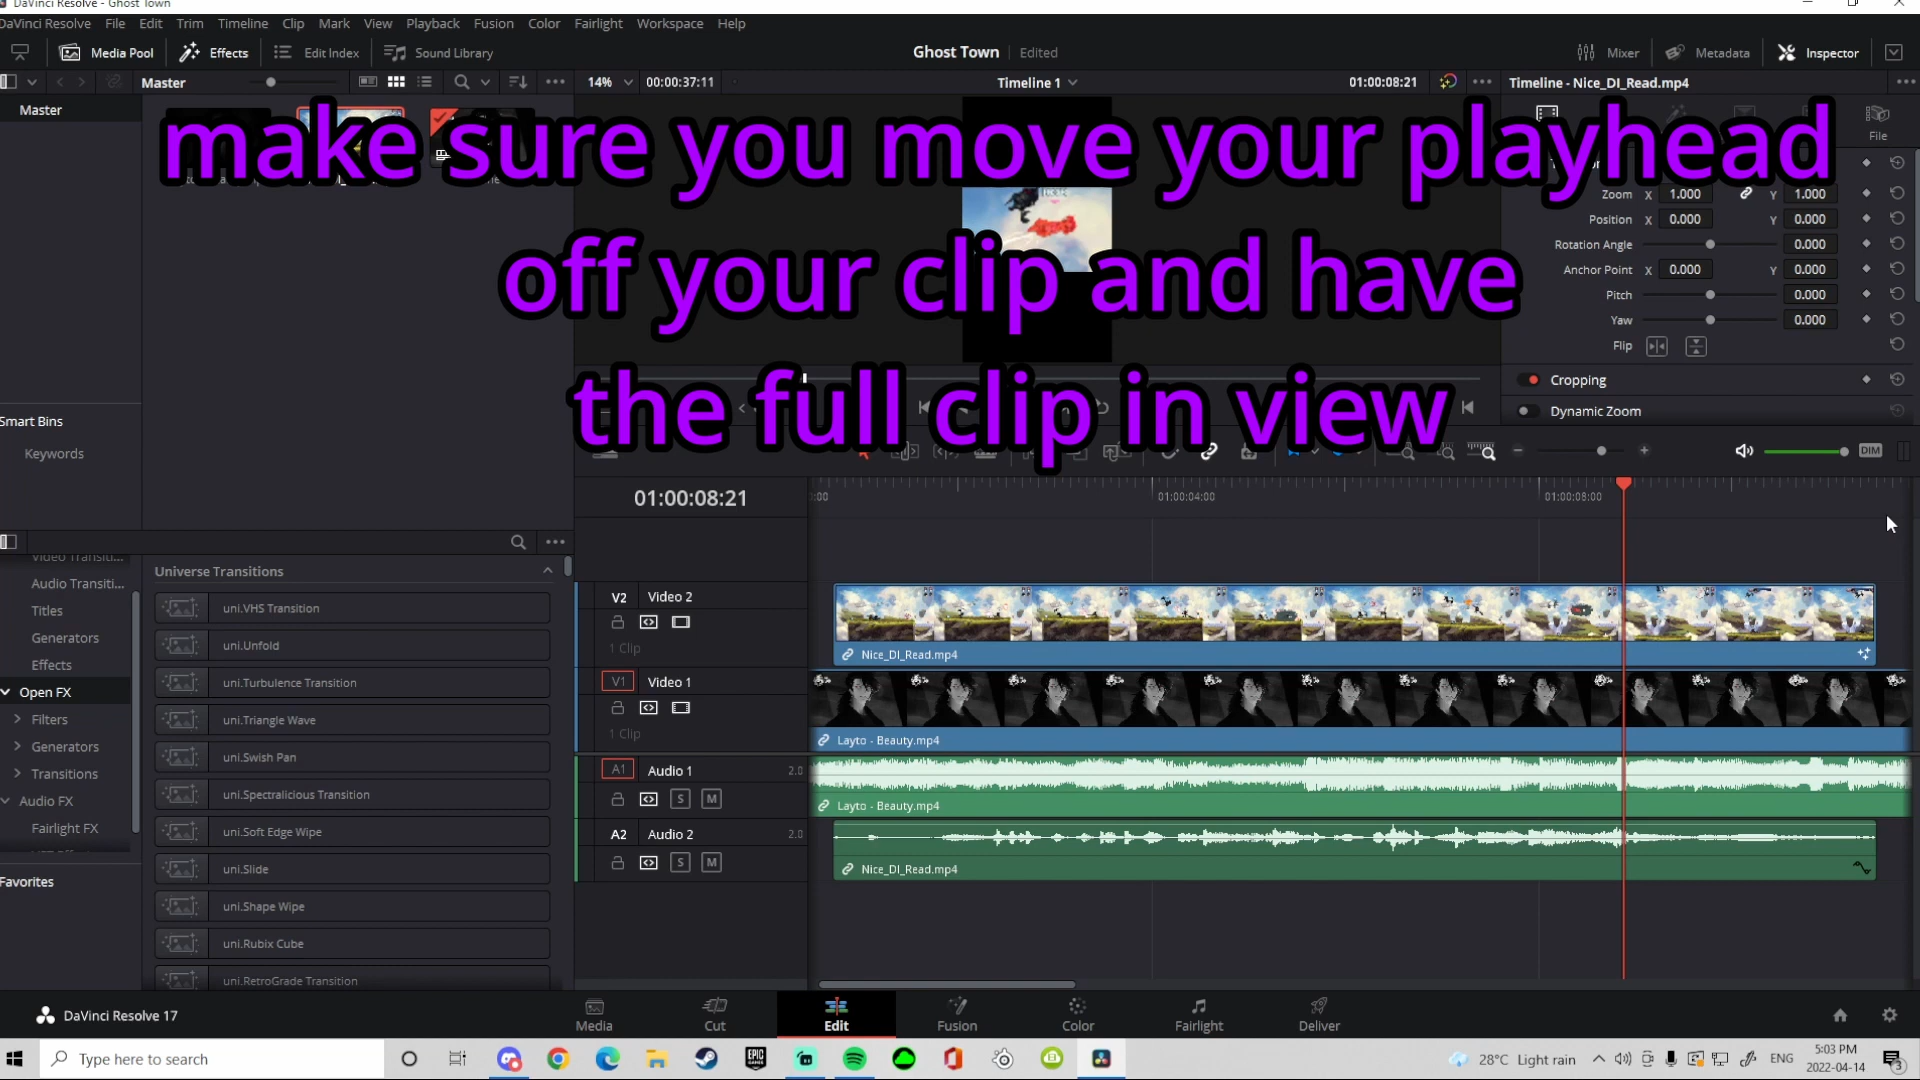 DaVinci Resolve - Ghost Town
DaVinci Resolve File Edit Trim Timeline Clip Mark View Playback Fusion Color Fairlight Workspace Help
Media Pool Effects Edit Index Sound Library Ghost Town Edited Mixer Metadata Inspector
Master 14% 00:00:37:11 Timeline 1 01:00:08:21 Timeline - Nice_DI_Read.mp4
Master
File
make sure you move your playhead
off your clip and have
the full clip in view
Zoom X 1.000 Y 1.000
Position X 0.000 Y 0.000
Rotation Angle 0.000
Anchor Point X 0.000 Y 0.000
Pitch 0.000
Yaw 0.000
Flip
Cropping
Dynamic Zoom
Smart Bins
Keywords
DIM
01:00:08:21 :00 01:00:04:00 01:00:08:00
Video Transiti...
Audio Transiti...
Titles
Generators
Effects
Open FX
Filters
Generators
Transitions
Audio FX
Fairlight FX
Favorites
Universe Transitions
uni.VHS Transition
uni.Unfold
uni.Turbulence Transition
uni.Triangle Wave
uni.Swish Pan
uni.Spectralicious Transition
uni.Soft Edge Wipe
uni.Slide
uni.Shape Wipe
uni.Rubix Cube
uni.RetroGrade Transition
V2 Video 2
1 Clip
Nice_DI_Read.mp4
V1 Video 1
1 Clip
Layto - Beauty.mp4
A1 Audio 1 2.0
S M
Layto - Beauty.mp4
A2 Audio 2 2.0
S M
Nice_DI_Read.mp4
DaVinci Resolve 17
Media Cut Edit Fusion Color Fairlight Deliver
Type here to search
EPIC GAMES
28°C Light rain ENG 5:03 PM
2022-04-14
3